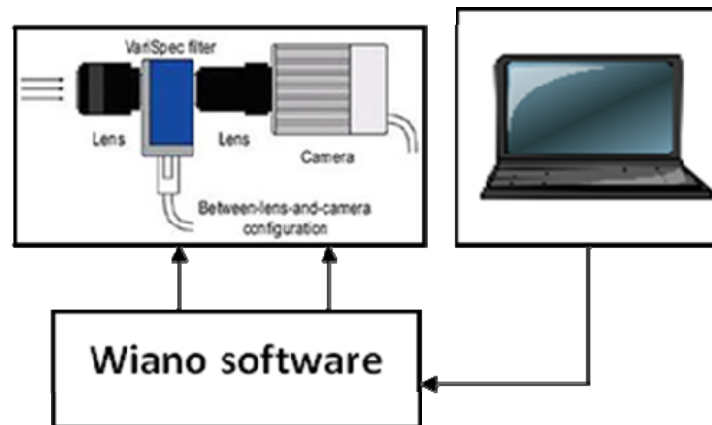 VariSpec filter
Lens
Lens
Camera
Between-lens-and-camera
configuration
Wiano software